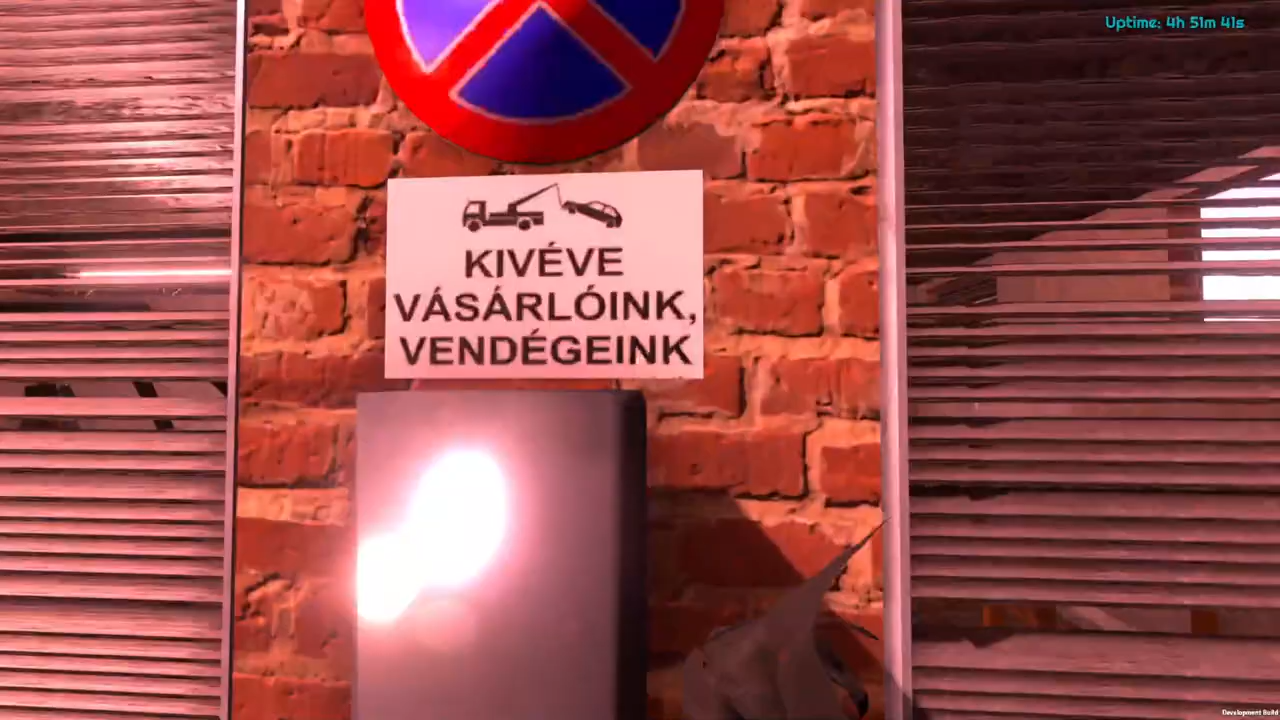 Uptime: 4h 51m 41s
KIVÉVE
VÁSÁRLÓINK,
VENDÉGEINK
Development Build